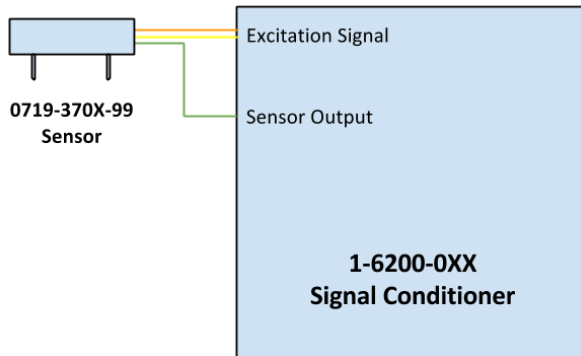 Excitation Signal
0719-370X-99
Sensor
Sensor Output
1-6200-0XX
Signal Conditioner